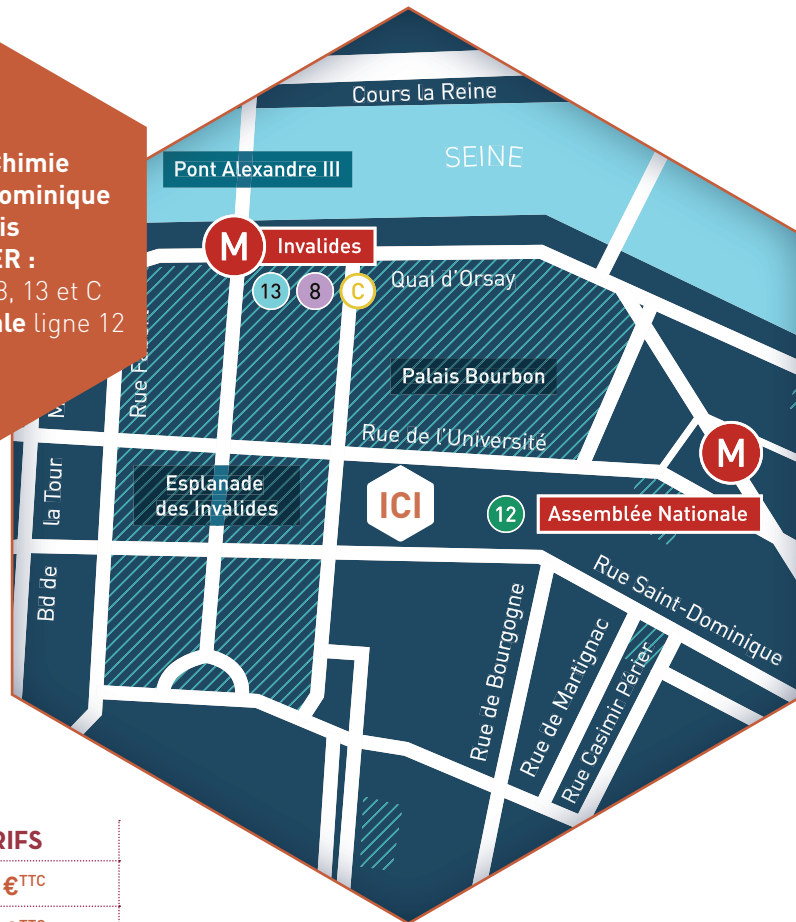 Cours la Reine
SEINE
Pont Alexandre III
himie
ominique
is
ER :
, 13 et C
ale ligne 12
M
Invalides
13
8
C
Quai d'Orsay
Palais Bourbon
Rue de l'Université
M
Rue
Esplanade
des Invalides
ICI
12
Assemblée Nationale
Bd de la Tour
Rue Saint-Dominique
Rue de Bourgogne
Rue de Martignac
Rue Casimir Périer
RIFS
€TTC